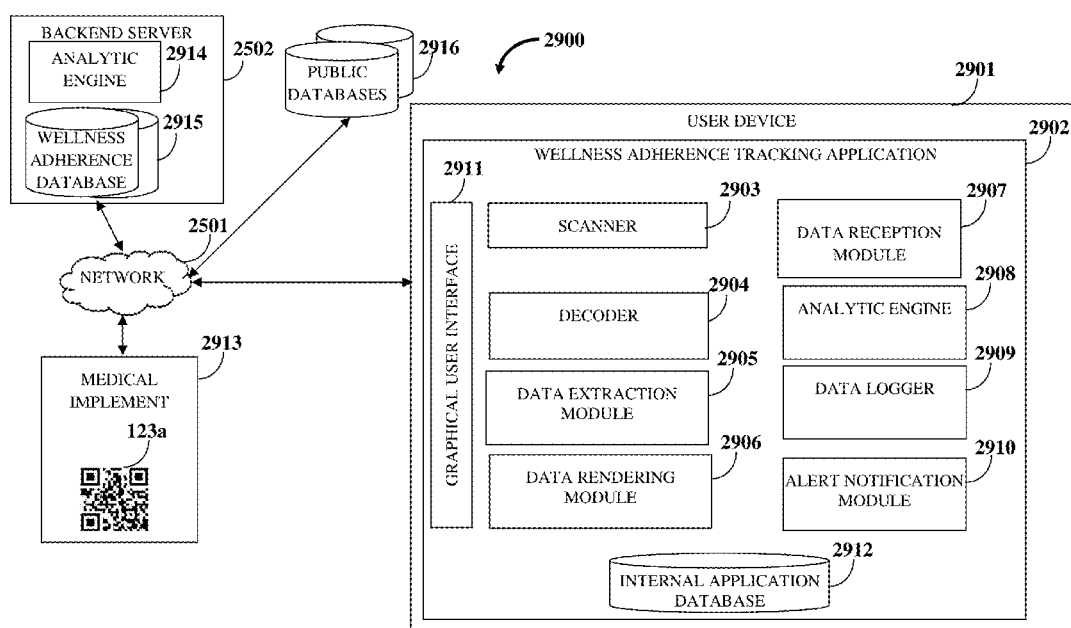 BACKEND SERVER
ANALYTIC
ENGINE
2914
2502
WELLNESS
ADHERENCE
DATABASE
2915
PUBLIC
DATABASES
2916
2900
2901
USER DEVICE
2902
WELLNESS ADHERENCE TRACKING APPLICATION
2911
GRAPHICAL USER INTERFACE
SCANNER
2903
DATA RECEPTION
MODULE
2907
DECODER
2904
ANALYTIC ENGINE
2908
DATA EXTRACTION
MODULE
2905
DATA LOGGER
2909
DATA RENDERING
MODULE
2906
ALERT NOTIFICATION
MODULE
2910
INTERNAL APPLICATION
DATABASE
2912
NETWORK
2501
MEDICAL
IMPLEMENT
2913
123a